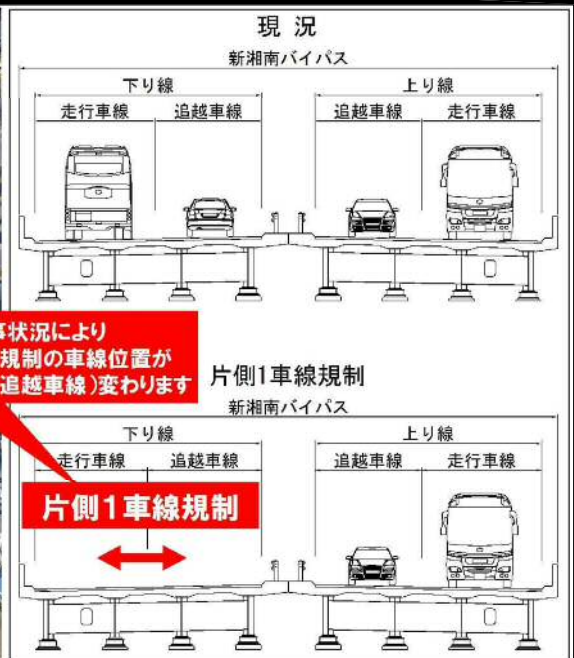 現況
新湘南バイパス
下り線 上り線
走行車線 追越車線 追越車線 走行車線
状況により
規制の車線位置が
追越車線)変わります
片側1車線規制
新湘南バイパス
下り線 上り線
走行車線 追越車線 追越車線 走行車線
片側1車線規制